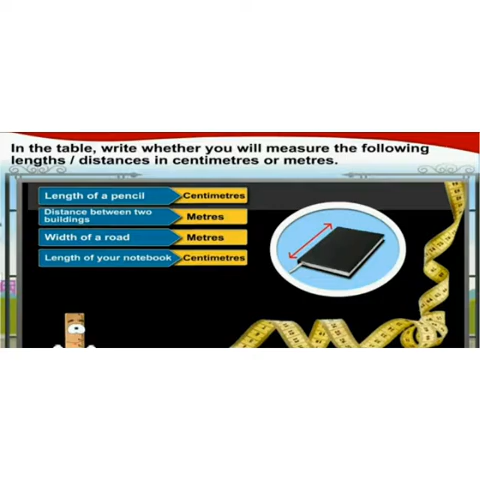 In the table, write whether you will measure the following
lengths / distances in centimetres or metres.
Length of a pencil Centimetres
Distance between two
buildings Metres
Width of a road Metres
Length of your notebook Centimetres